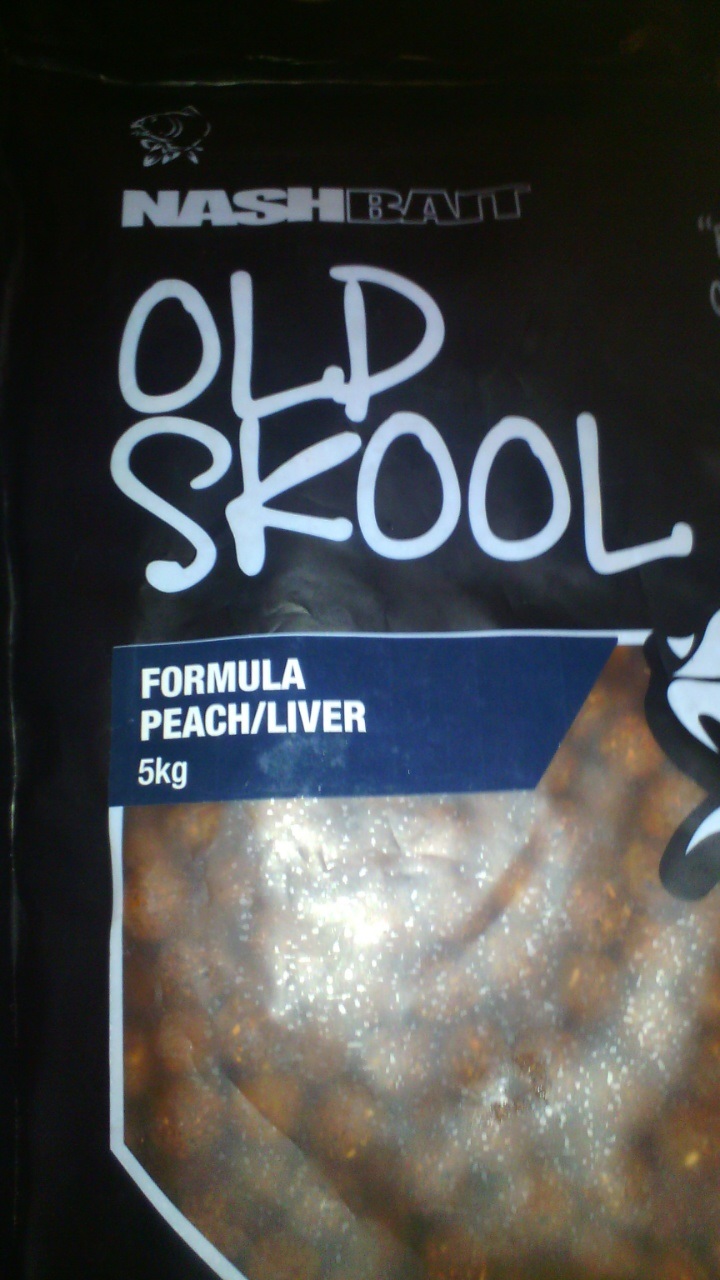 NASHBAIT
OLD
SKOOL
FORMULA
PEACH/LIVER
5kg